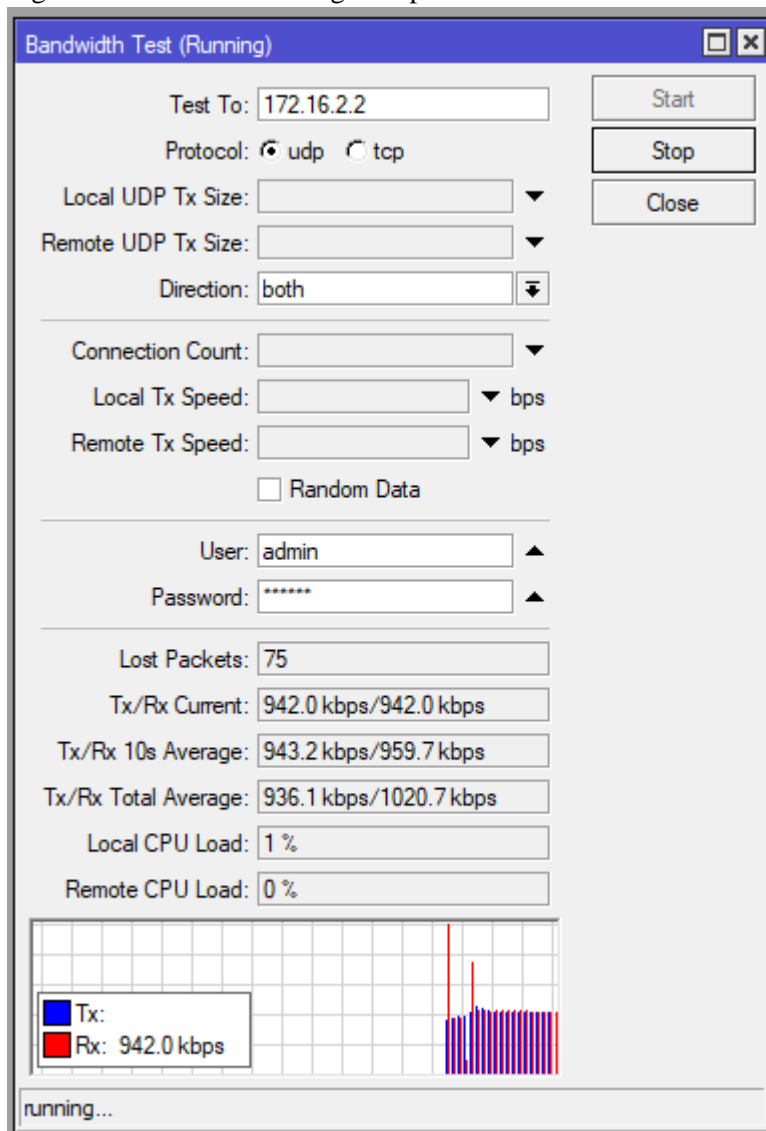 Bandwidth Test (Running)
Test To: 172.16.2.2
Start
Protocol: udp tcp
Stop
Local UDP Tx Size:
Close
Remote UDP Tx Size:
Direction: both
Connection Count:
Local Tx Speed: bps
Remote Tx Speed: bps
Random Data
User: admin
Password: ******
Lost Packets: 75
Tx/Rx Current: 942.0 kbps/942.0 kbps
Tx/Rx 10s Average: 943.2 kbps/959.7 kbps
Tx/Rx Total Average: 936.1 kbps/1020.7 kbps
Local CPU Load: 1 %
Remote CPU Load: 0 %
Tx:
Rx: 942.0 kbps
running...